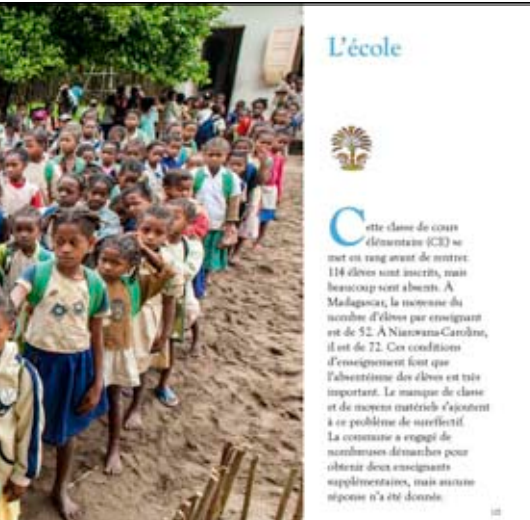 L'école
Cette classe de cours
élémentaire (CE) se
met en rang avant de rentrer.
114 élèves sont inscrits, mais
beaucoup sont absents. À
Madagascar, la moyenne du
nombre d'élèves par enseignant
est de 52. À Niarovana-Caroline,
il est de 72. Ces conditions
d'enseignement font que
l'absentéisme des élèves est très
important. Le manque de classe
et de moyens matériels s'ajoutent
à ce problème de sureffectif.
La commune a engagé de
nombreuses démarches pour
obtenir deux enseignants
supplémentaires, mais aucune
réponse n'a été donnée.